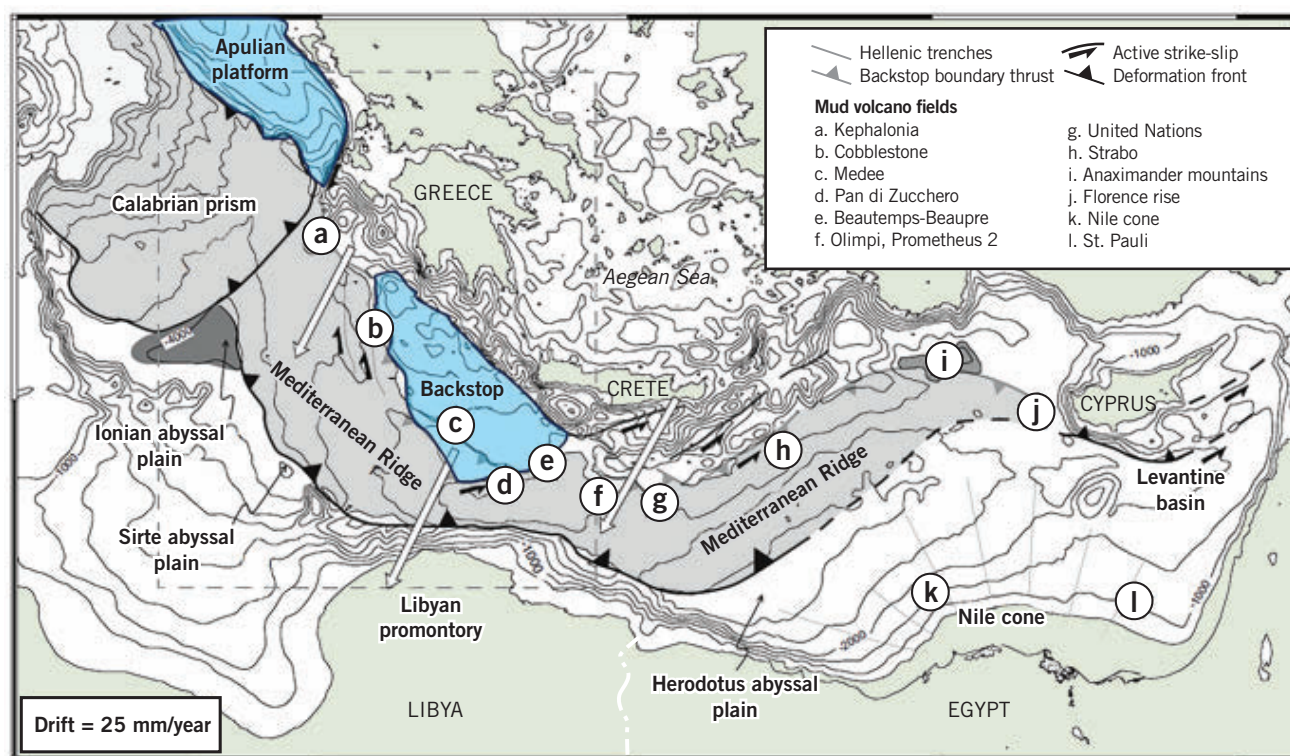 Apulian
platform
Hellenic trenches
Backstop boundary thrust
Active strike-slip
Deformation front
Mud volcano fields
a. Kephalonia
b. Cobblestone
c. Medee
d. Pan di Zucchero
e. Beautemps-Beaupre
f. Olimpi, Prometheus 2
g. United Nations
h. Strabo
i. Anaximander mountains
j. Florence rise
k. Nile cone
l. St. Pauli
GREECE
Calabrian prism
a
Aegean Sea
b
-4000
i
-1000
Mediterranean Ridge
Backstop
CRETE
j
CYPRUS
c
Ionian abyssal
plain
h
e
d
f
g
Mediterranean Ridge
Levantine
basin
-1000
Sirte abyssal
plain
-1000
k
l
-1000
Libyan
promontory
Nile cone
-2000
Herodotus abyssal
plain
Drift = 25 mm/year
LIBYA
EGYPT